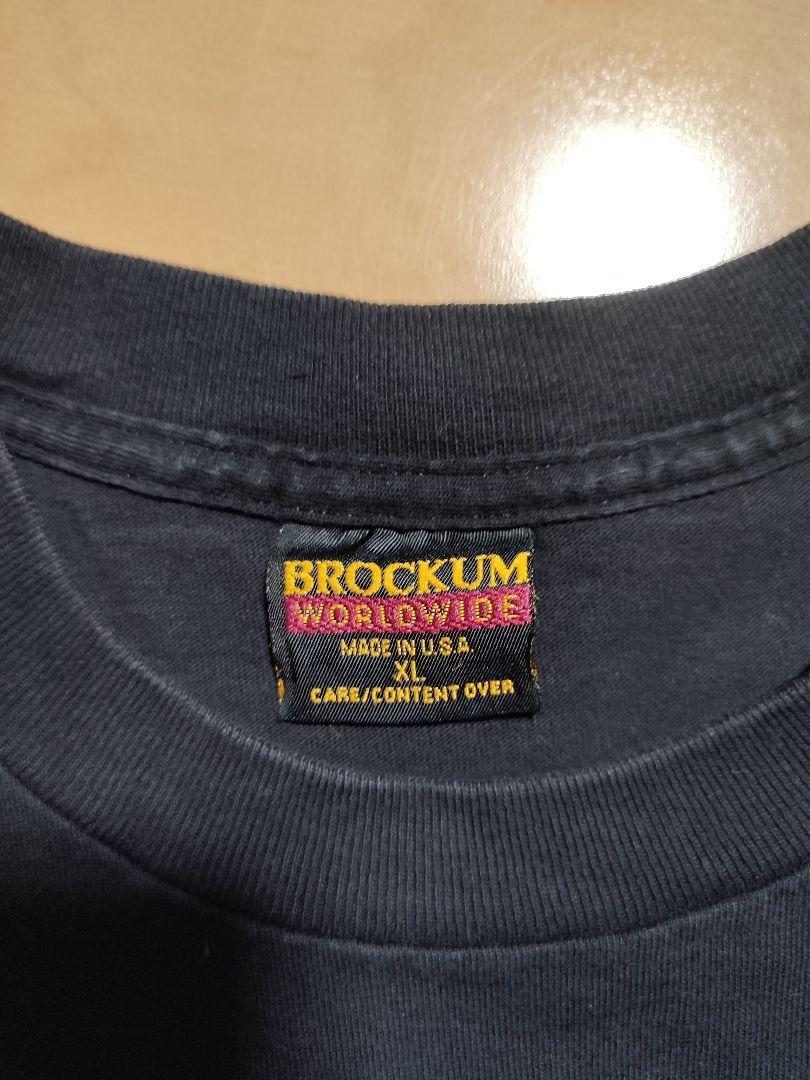 BROCKUM
WORLDWIDE
MADE IN U.S.A.
XL
CARE/CONTENT OVER